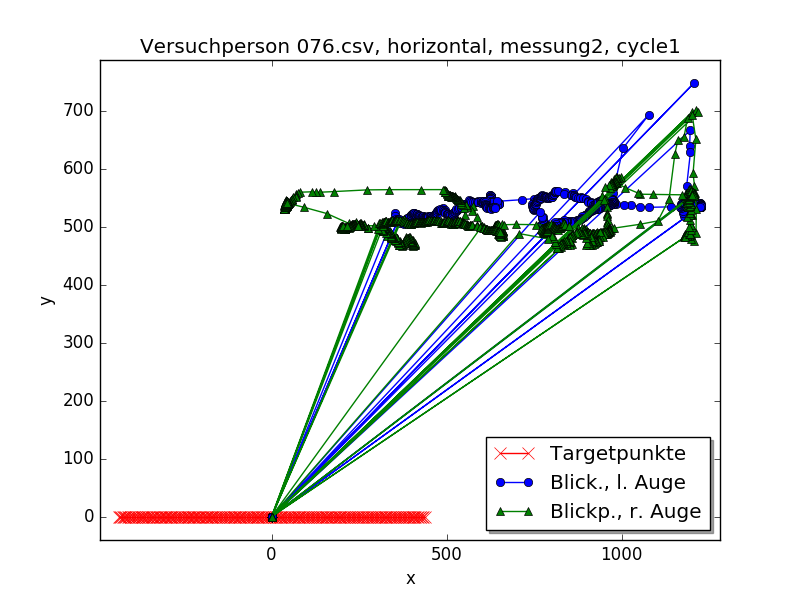 Versuchperson 076.csv, horizontal, messung2, cycle1
700
600
500
400
300
200
100
0
y
0
500
1000
x
Targetpunkte
Blick., l. Auge
Blickp., r. Auge